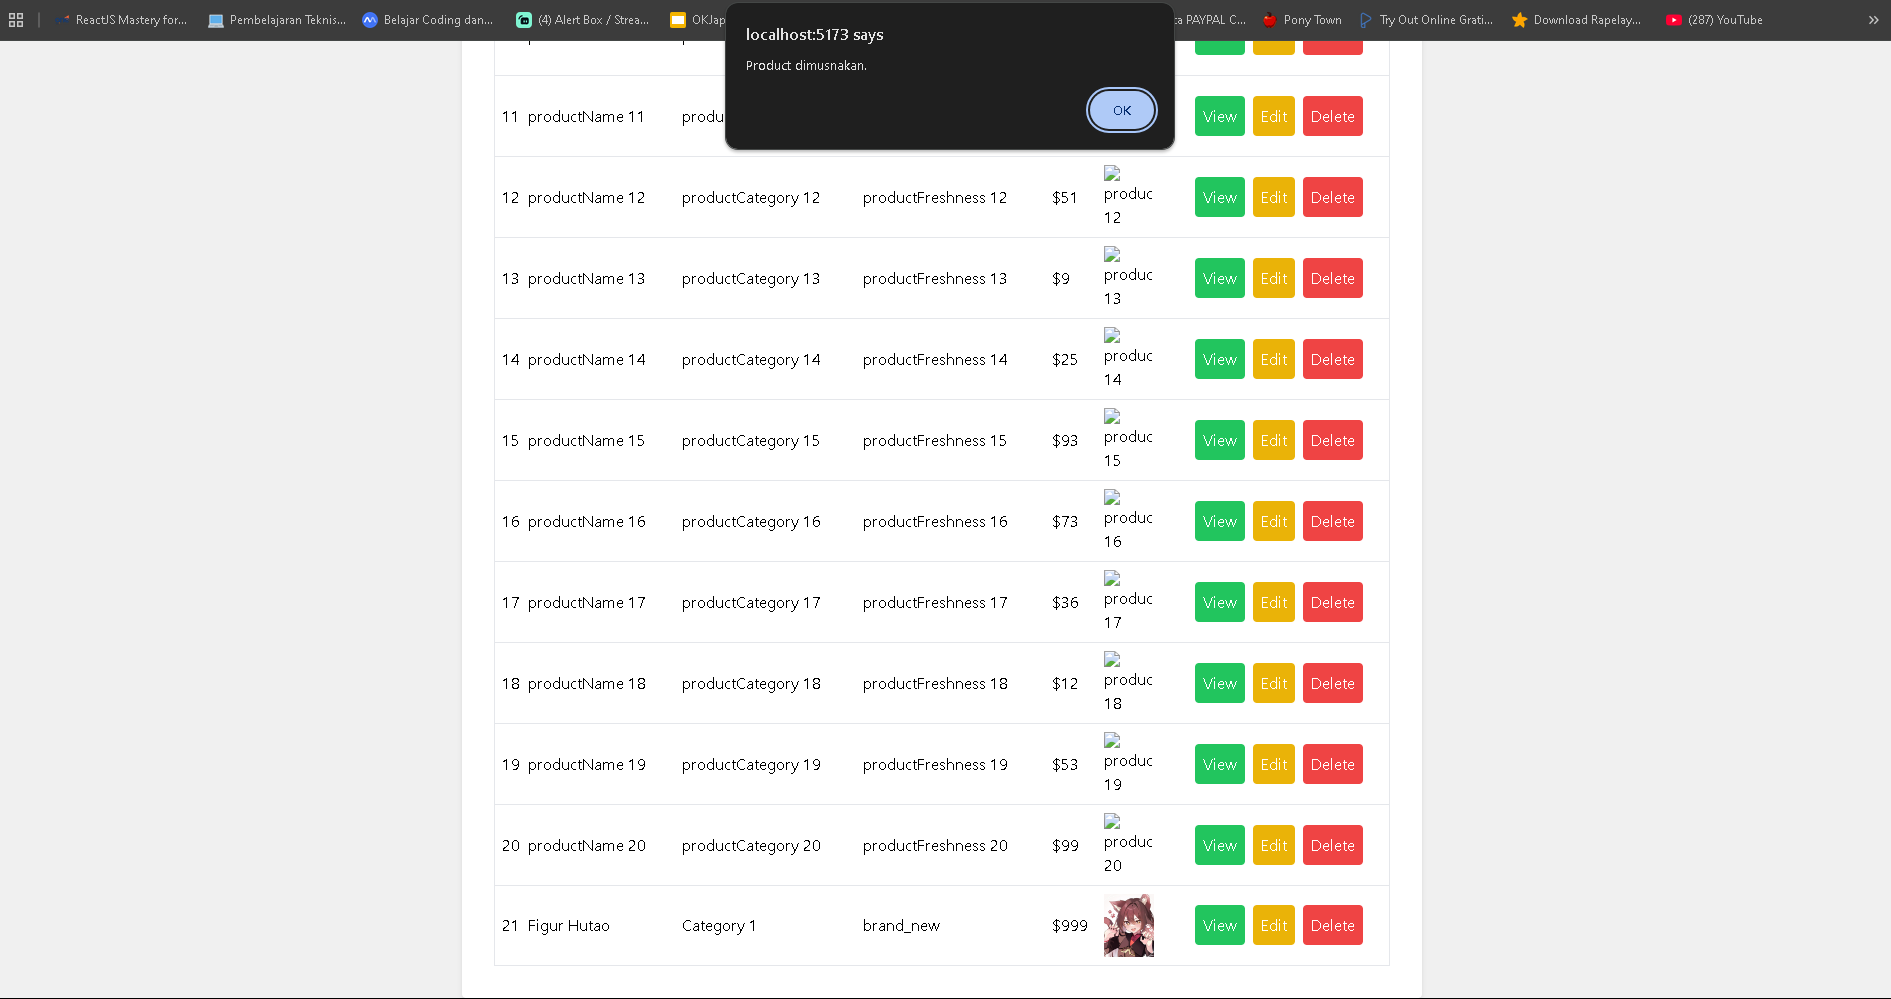 ReactJS Mastery for... Pembelajaran Teknis... Belajar Coding dan... (4) Alert Box / Strea... OKJap ta PAYPAL C... Pony Town Try Out Online Grati... Download Rapelay... (287) YouTube
localhost:5173 says
Product dimusnakan.
OK
11 productName 11 produ View Edit Delete
12 productName 12 productCategory 12 productFreshness 12 $51 produc 12 View Edit Delete
13 productName 13 productCategory 13 productFreshness 13 $9 produc 13 View Edit Delete
14 productName 14 productCategory 14 productFreshness 14 $25 produc 14 View Edit Delete
15 productName 15 productCategory 15 productFreshness 15 $93 produc 15 View Edit Delete
16 productName 16 productCategory 16 productFreshness 16 $73 produc 16 View Edit Delete
17 productName 17 productCategory 17 productFreshness 17 $36 produc 17 View Edit Delete
18 productName 18 productCategory 18 productFreshness 18 $12 produc 18 View Edit Delete
19 productName 19 productCategory 19 productFreshness 19 $53 produc 19 View Edit Delete
20 productName 20 productCategory 20 productFreshness 20 $99 produc 20 View Edit Delete
21 Figur Hutao Category 1 brand_new $999 View Edit Delete